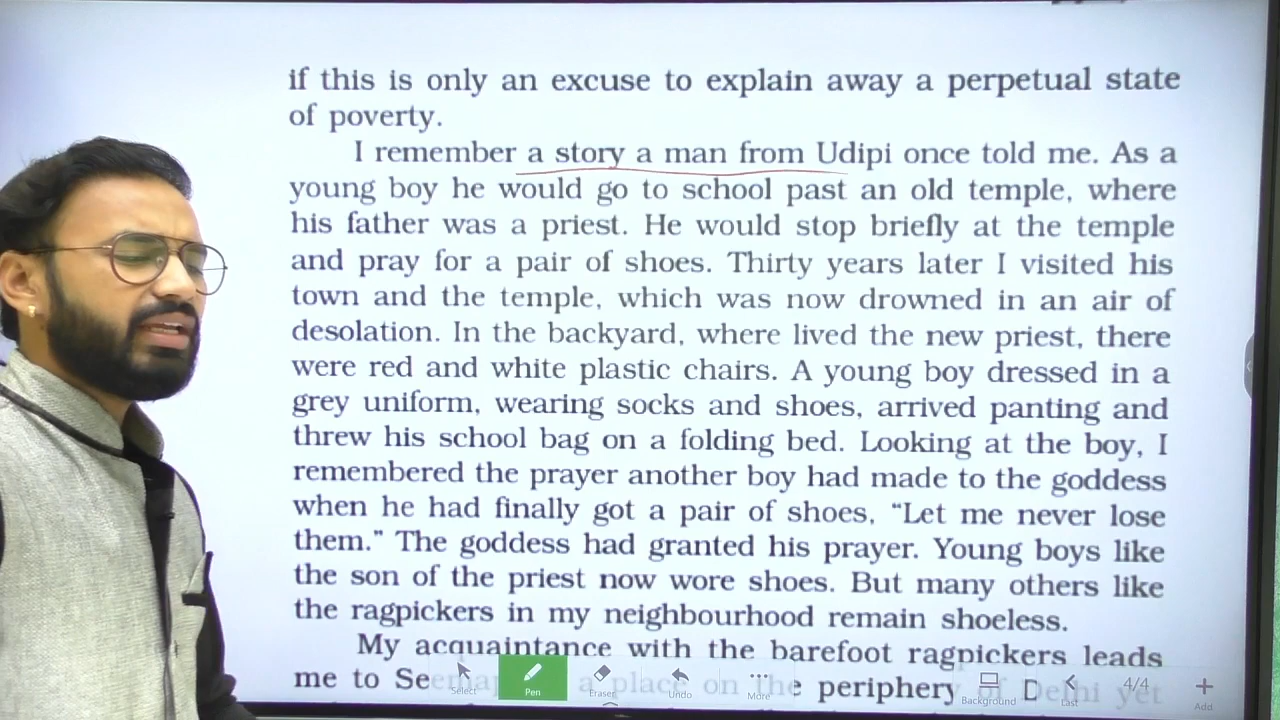 if this is only an excuse to explain away a perpetual state
of poverty.
I remember a story a man from Udipi once told me. As a
young boy he would go to school past an old temple, where
his father was a priest. He would stop briefly at the temple
and pray for a pair of shoes. Thirty years later I visited his
town and the temple, which was now drowned in an air of
desolation. In the backyard, where lived the new priest, there
were red and white plastic chairs. A young boy dressed in a
grey uniform, wearing socks and shoes, arrived panting and
threw his school bag on a folding bed. Looking at the boy, I
remembered the prayer another boy had made to the goddess
when he had finally got a pair of shoes, “Let me never lose
them.” The goddess had granted his prayer. Young boys like
the son of the priest now wore shoes. But many others like
the ragpickers in my neighbourhood remain shoeless.
My acquaintance with the barefoot ragpickers leads
me to Seemapuri, a place on the periphery of Delhi yet
Select
Pen
Eraser
Undo
More
Background
Last
4/4
Add